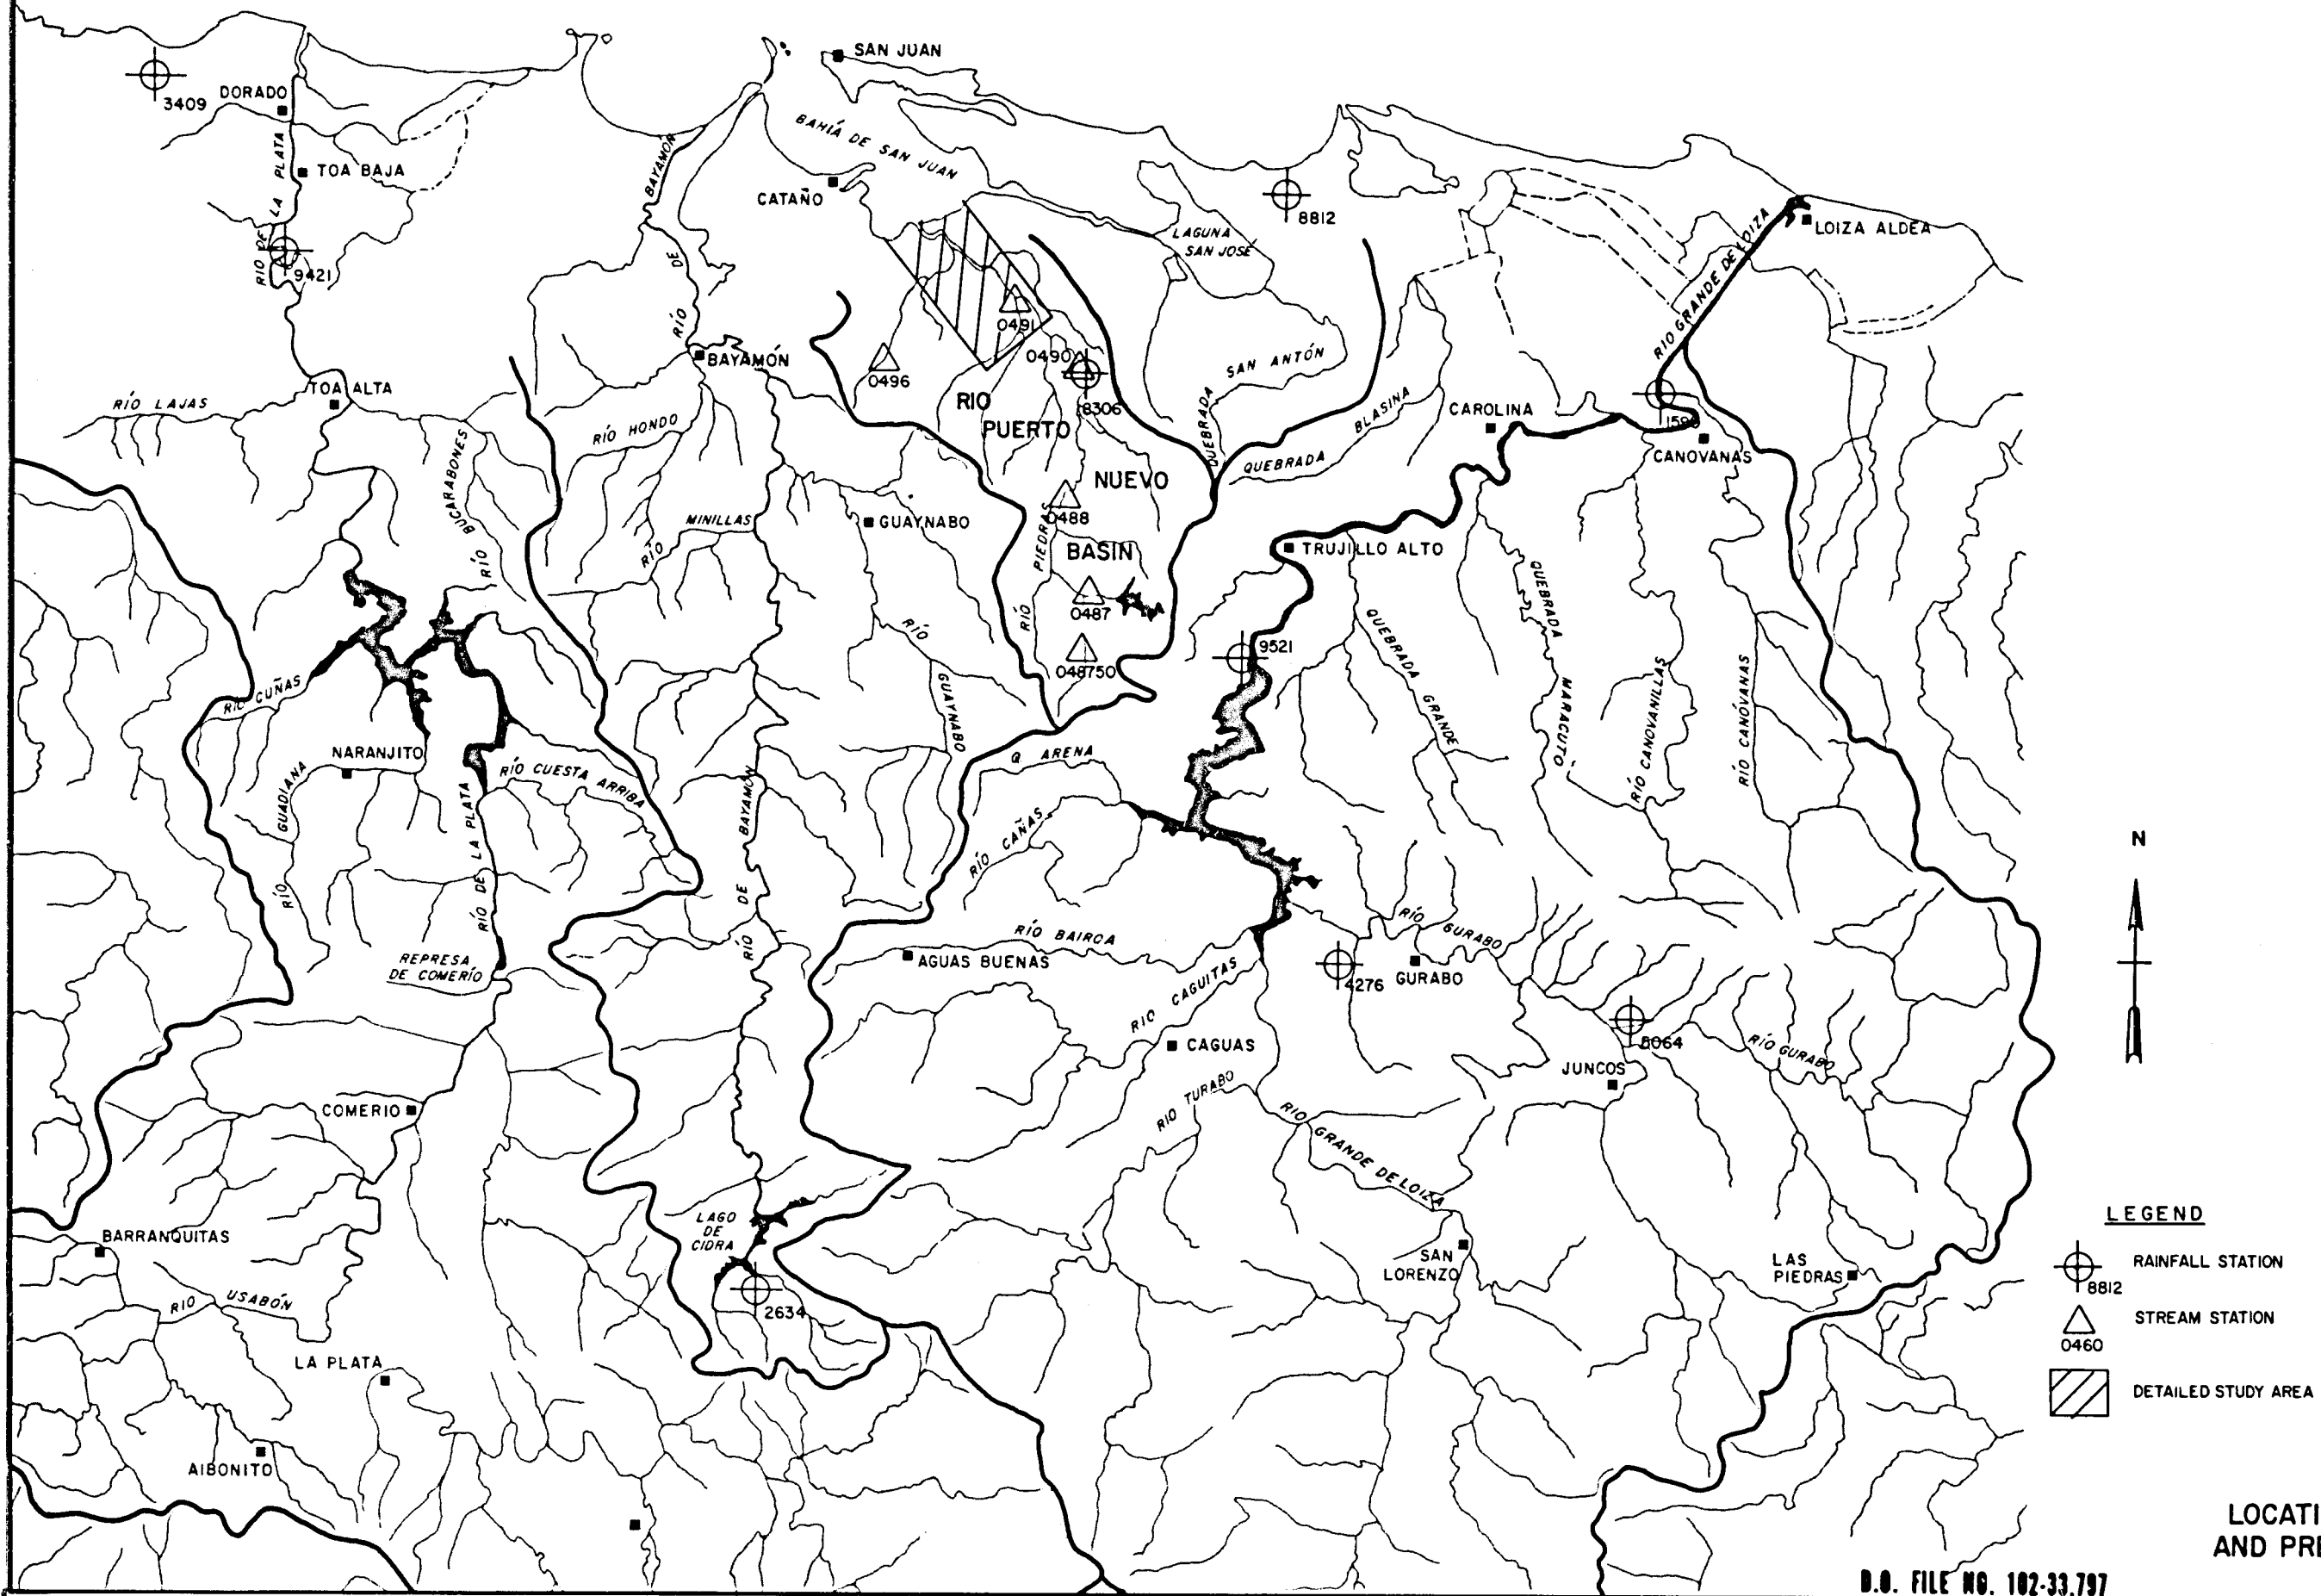 SAN JUAN
3409
DORADO
BAHÍA DE SAN JUAN
RIO DE LA PLATA
TOA BAJA
RÍO DE BAYAMÓN
CATAÑO
8812
LAGUNA
SAN JOSÉ
LOIZA ALDEA
9421
RIO GRANDE DE LOIZA
0491
0490
BAYAMÓN
0496
8306
QUEBRADA SAN ANTÓN
TOA ALTA
RÍO LAJAS
RIO
PUERTO
NUEVO
BASIN
QUEBRADA BLASINA
CAROLINA
CANOVANAS
RÍO HONDO
RÍO BUCARABONES
RÍO MINILLAS
GUAYNABO
0488
RÍO PIEDRAS
TRUJILLO ALTO
0487
QUEBRADA MARACUTO
QUEBRADA GRANDE
RÍO GUAYNABO
048750
9521
RÍO CANOVANILLAS
RÍO CANÓVANAS
RÍO CUÑAS
NARANJITO
RÍO GUADIANA
RÍO CUESTA ARRIBA
Q ARENA
RÍO CAÑAS
RÍO DE LA PLATA
RÍO DE BAYAMÓN
N
RÍO GURABO
RÍO BAIROA
AGUAS BUENAS
REPRESA
DE COMERÍO
4276
GURABO
RIO CAGUITAS
CAGUAS
5064
RÍO GURABO
JUNCOS
RIO TURABO
COMERIO
RIO GRANDE DE LOIZA
LAGO
DE
CIDRA
BARRANQUITAS
SAN
LORENZO
LAS
PIEDRAS
RIO USABÓN
2634
LA PLATA
AIBONITO
LEGEND
RAINFALL STATION
8812
STREAM STATION
0460
DETAILED STUDY AREA
LOCATI
AND PRI
D.O. FILE NO. 102-33,797